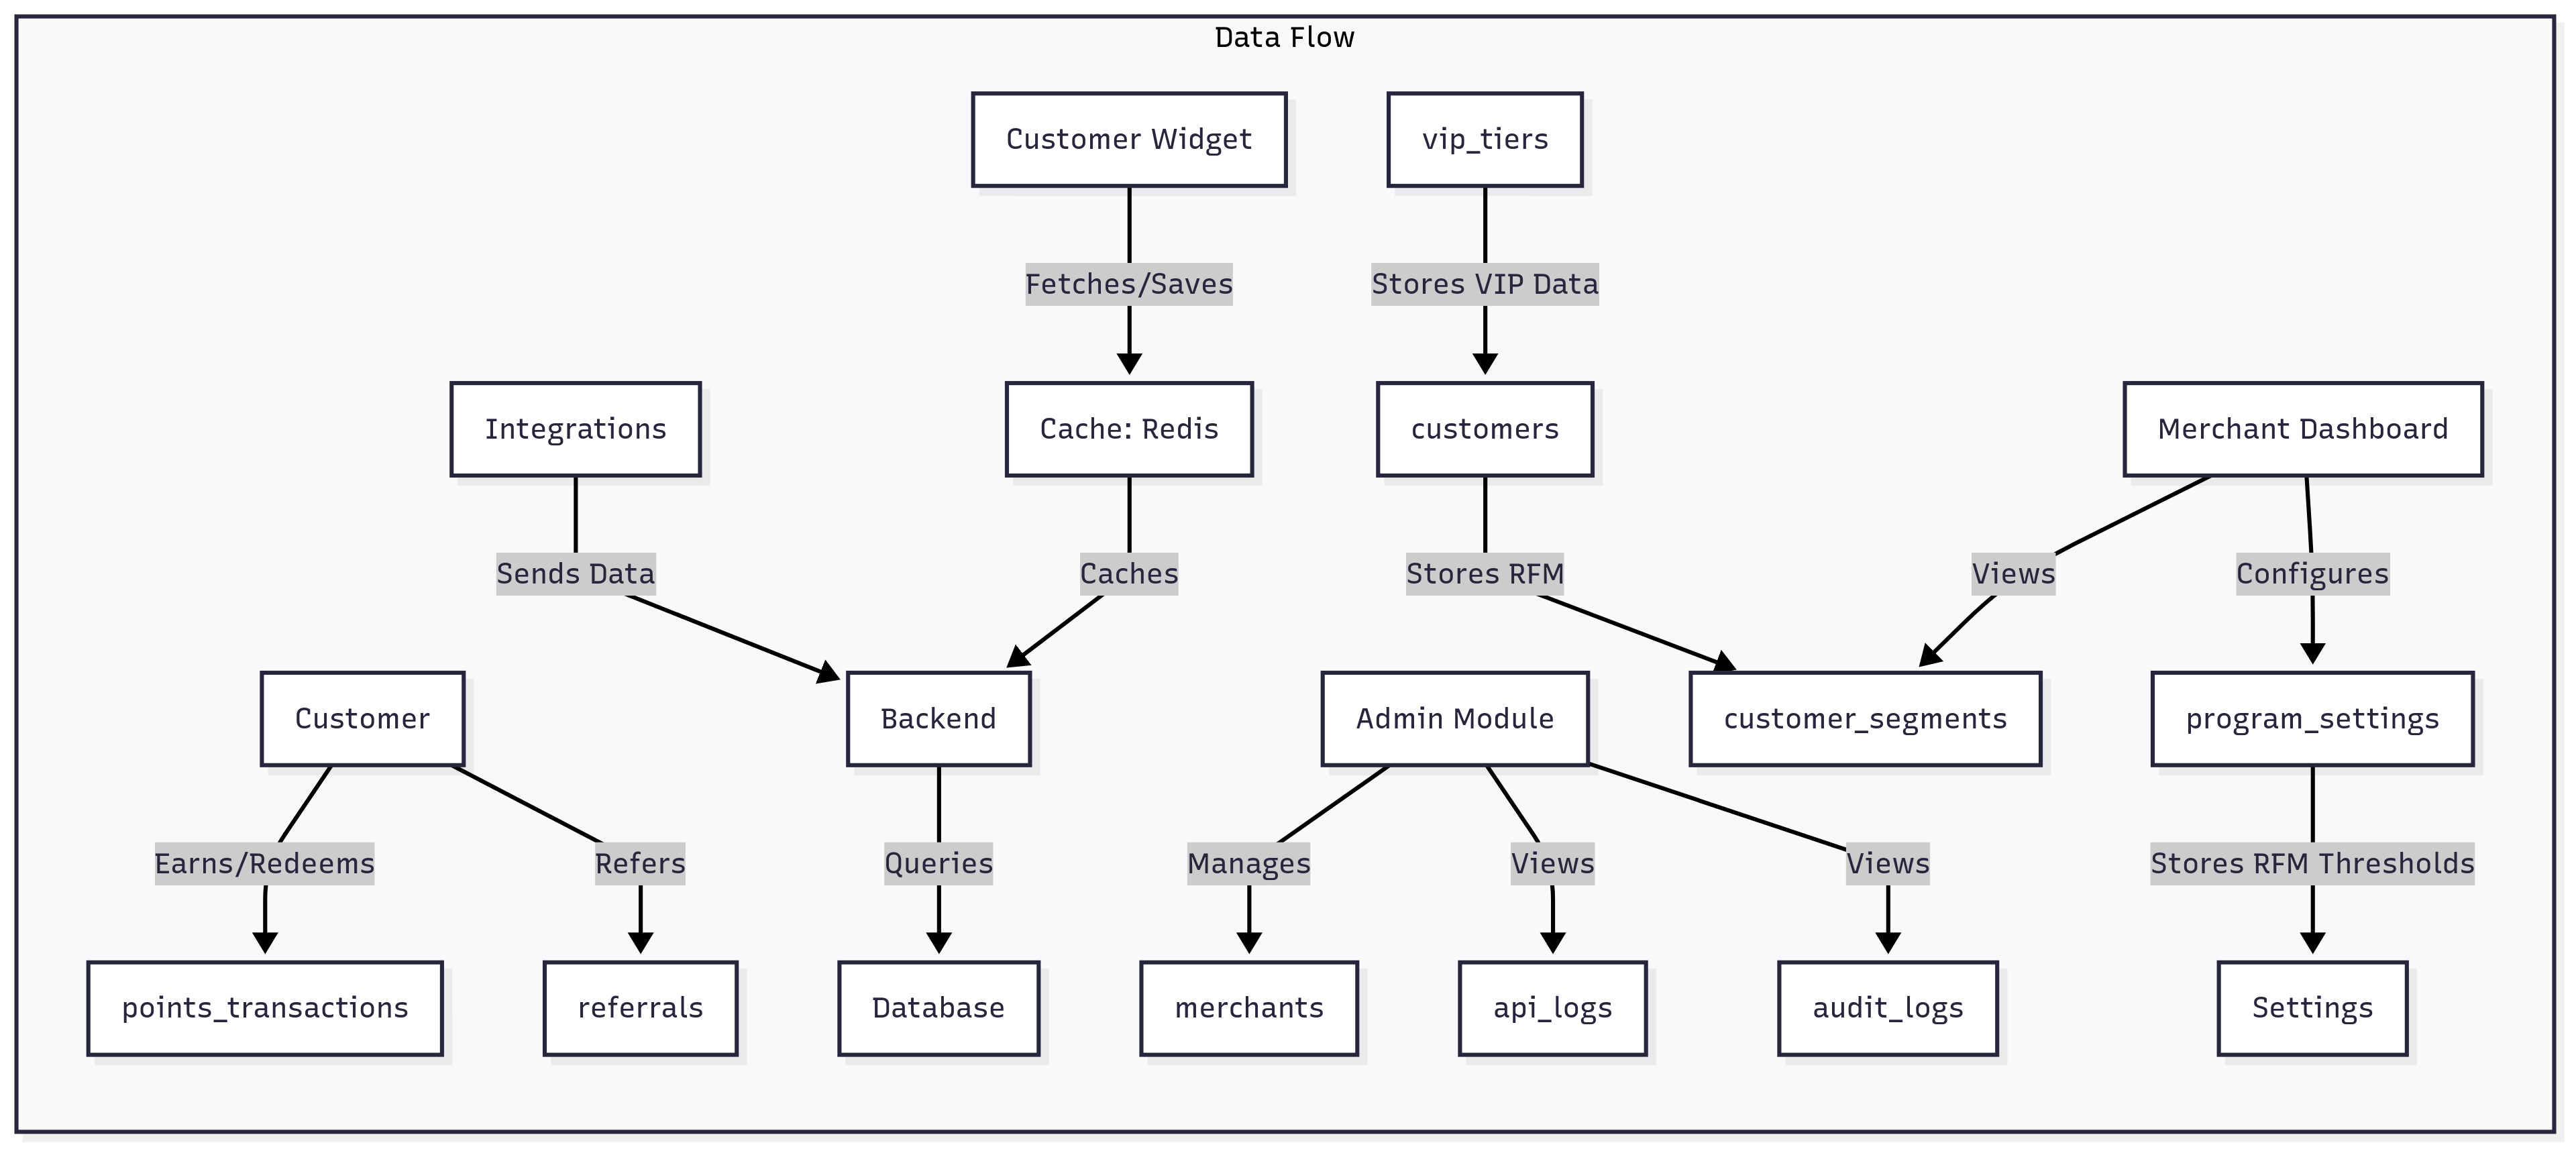 Data Flow
Customer Widget
vip_tiers
Fetches/Saves
Stores VIP Data
Integrations
Cache: Redis
customers
Merchant Dashboard
Sends Data
Caches
Stores RFM
Views
Configures
Customer
Backend
Admin Module
customer_segments
program_settings
Earns/Redeems
Refers
Queries
Manages
Views
Views
Stores RFM Thresholds
points_transactions
referrals
Database
merchants
api_logs
audit_logs
Settings